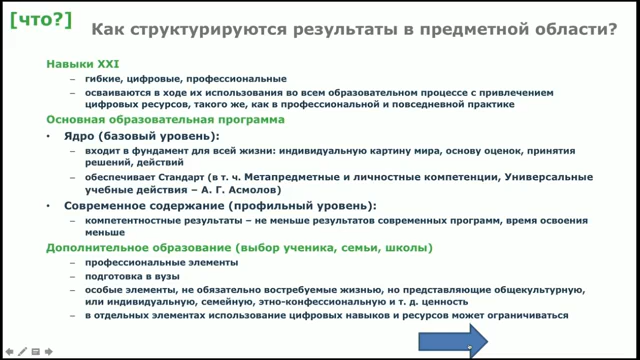 [что?]
Как структурируются результаты в предметной области?
Навыки XXI
– гибкие, цифровые, профессиональные
– осваиваются в ходе их использования во всем образовательном процессе с привлечением
цифровых ресурсов, такого же, как в профессиональной и повседневной практике
Основная образовательная программа
• Ядро (базовый уровень):
– входит в фундамент для всей жизни: индивидуальную картину мира, основу оценок, принятия
решений, действий
– обеспечивает Стандарт (в т. ч. Метапредметные и личностные компетенции, Универсальные
учебные действия – А. Г. Асмолов)
• Современное содержание (профильный уровень):
– компетентностные результаты – не меньше результатов современных программ, время освоения
меньше
Дополнительное образование (выбор ученика, семьи, школы)
– профессиональные элементы
– подготовка в вузы
– особые элементы, не обязательно востребуемые жизнью, но представляющие общекультурную,
или индивидуальную, семейную, этно-конфессиональную и т. д. ценность
– в отдельных элементах использование цифровых навыков и ресурсов может ограничиваться